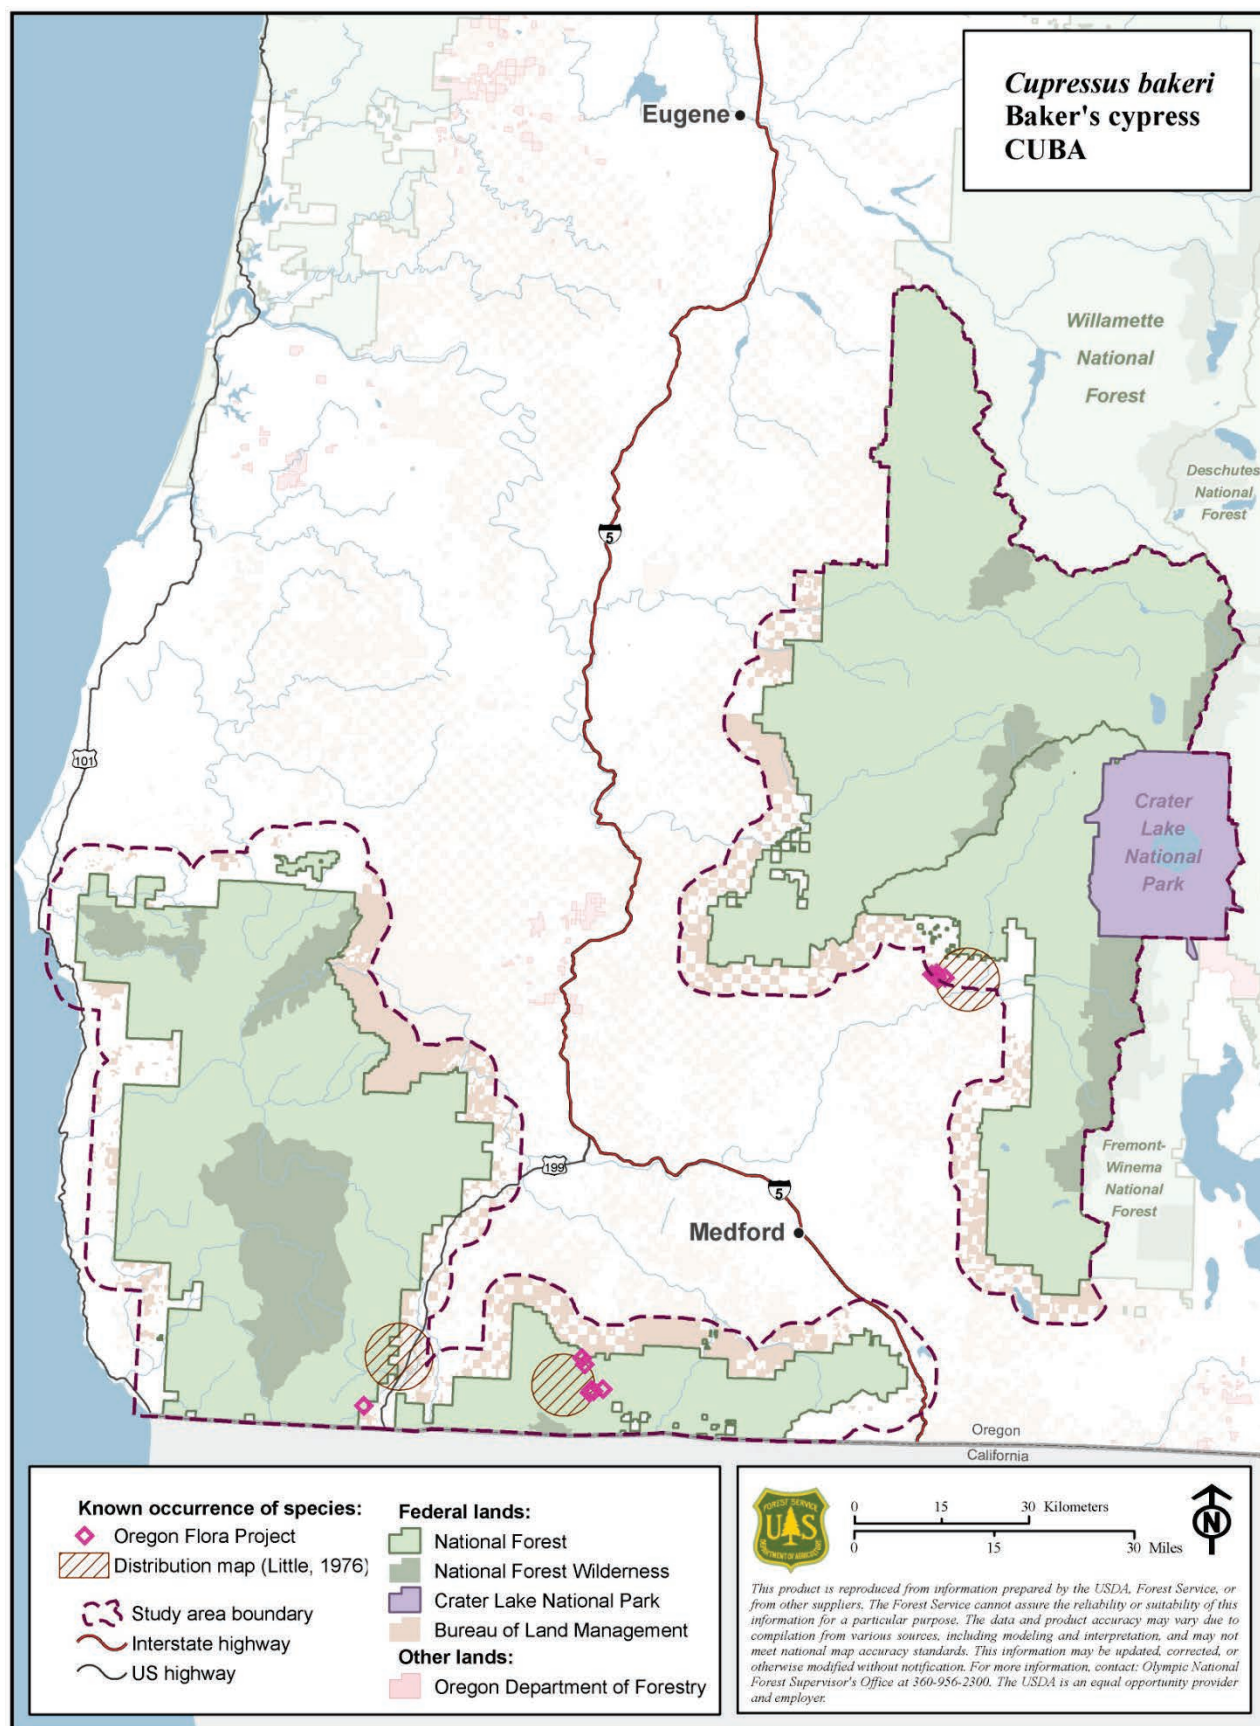 Cupressus bakeri
Baker's cypress
CUBA
Eugene
Willamette
National
Forest
Deschutes
National
Forest
5
101
Crater
Lake
National
Park
199
5
Fremont-
Winema
National
Forest
Medford
Oregon
California
Known occurrence of species:
Oregon Flora Project
Distribution map (Little, 1976)
Study area boundary
Interstate highway
US highway
Federal lands:
National Forest
National Forest Wilderness
Crater Lake National Park
Bureau of Land Management
Other lands:
Oregon Department of Forestry
FOREST SERVICE
U S
DEPARTMENT OF AGRICULTURE
0 15 30 Kilometers
0 15 30 Miles
N
This product is reproduced from information prepared by the USDA, Forest Service, or
from other suppliers. The Forest Service cannot assure the reliability or suitability of this
information for a particular purpose. The data and product accuracy may vary due to
compilation from various sources, including modeling and interpretation, and may not
meet national map accuracy standards. This information may be updated, corrected, or
otherwise modified without notification. For more information, contact: Olympic National
Forest Supervisor's Office at 360-956-2300. The USDA is an equal opportunity provider
and employer.